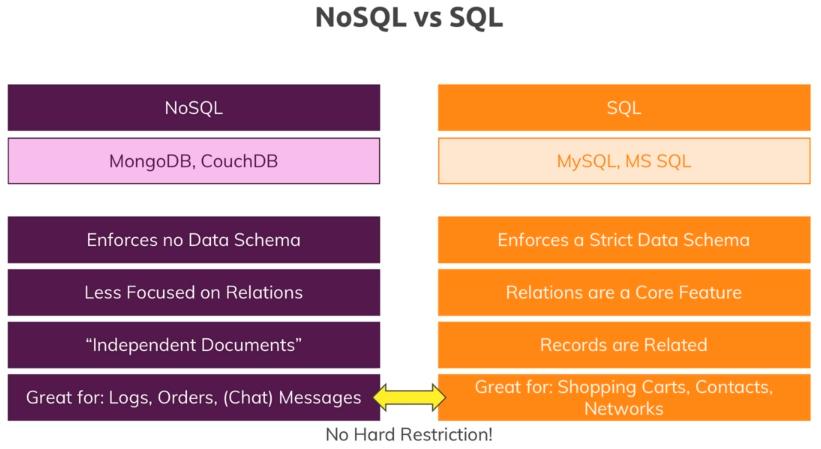 NoSQL vs SQL
NoSQL
SQL
MongoDB, CouchDB
MySQL, MS SQL
Enforces no Data Schema
Enforces a Strict Data Schema
Less Focused on Relations
Relations are a Core Feature
“Independent Documents”
Records are Related
Great for: Logs, Orders, (Chat) Messages
Great for: Shopping Carts, Contacts,
Networks
No Hard Restriction!